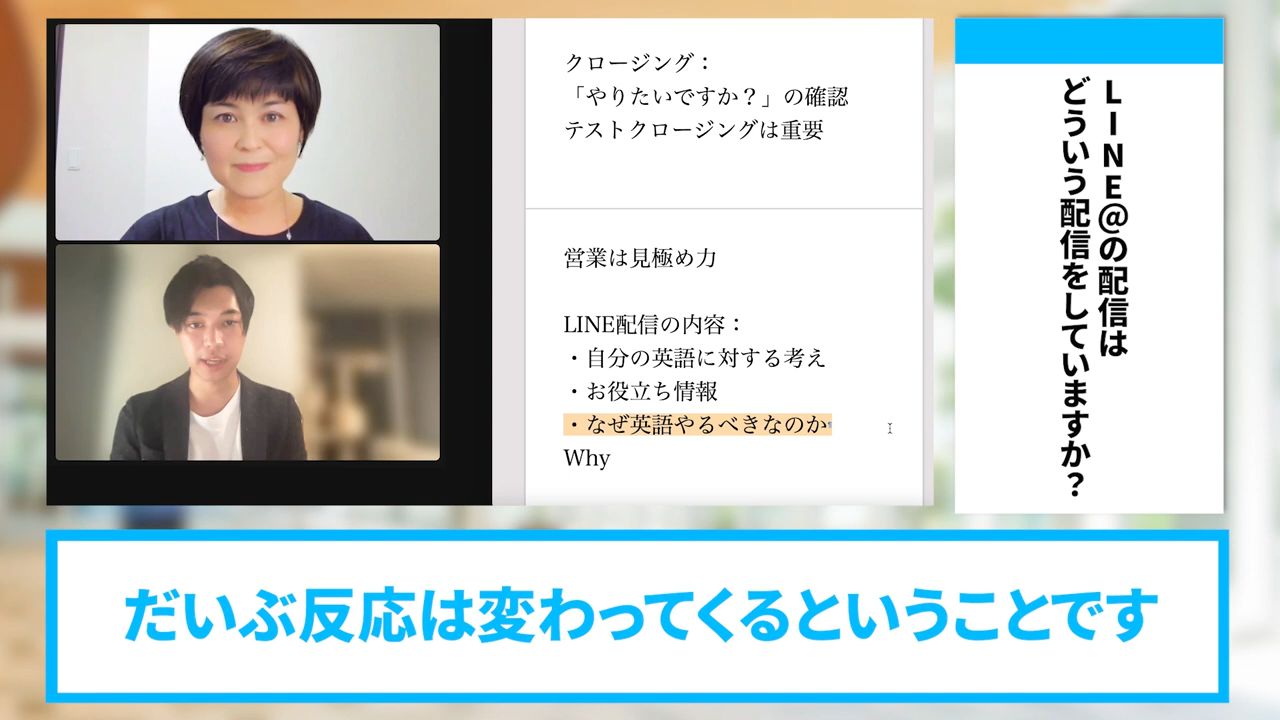 クロージング：
「やりたいですか？」の確認
テストクロージングは重要
営業は見極め力
LINE配信の内容：
・自分の英語に対する考え
・お役立ち情報
・なぜ英語やるべきなのか
Why
LINE@の配信は
どういう配信をしていますか？
だいぶ反応は変わってくるということです